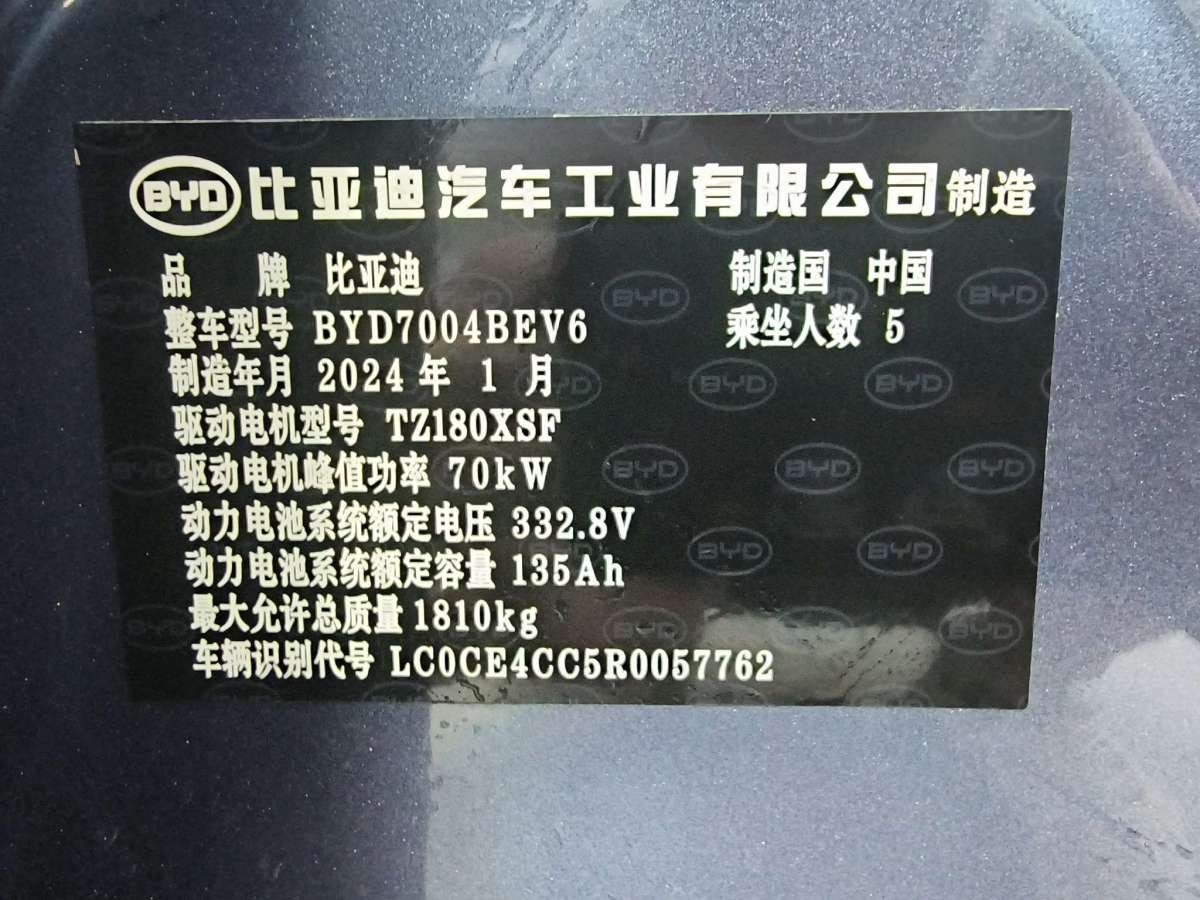 BYD 比亚迪汽车工业有限公司制造
品 牌 比亚迪 制造国 中国
整车型号 BYD7004BEV6 乘坐人数 5
制造年月 2024 年 1 月
驱动电机型号 TZ180XSF
驱动电机峰值功率 70kW
动力电池系统额定电压 332.8V
动力电池系统额定容量 135Ah
最大允许总质量 1810kg
车辆识别代号 LC0CE4CC5R0057762